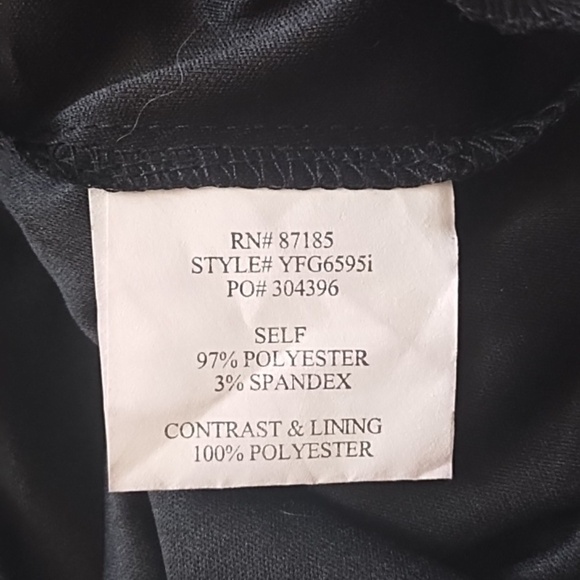 RN# 87185
STYLE# YFG6595i
PO# 304396
SELF
97% POLYESTER
3% SPANDEX
CONTRAST & LINING
100% POLYESTER